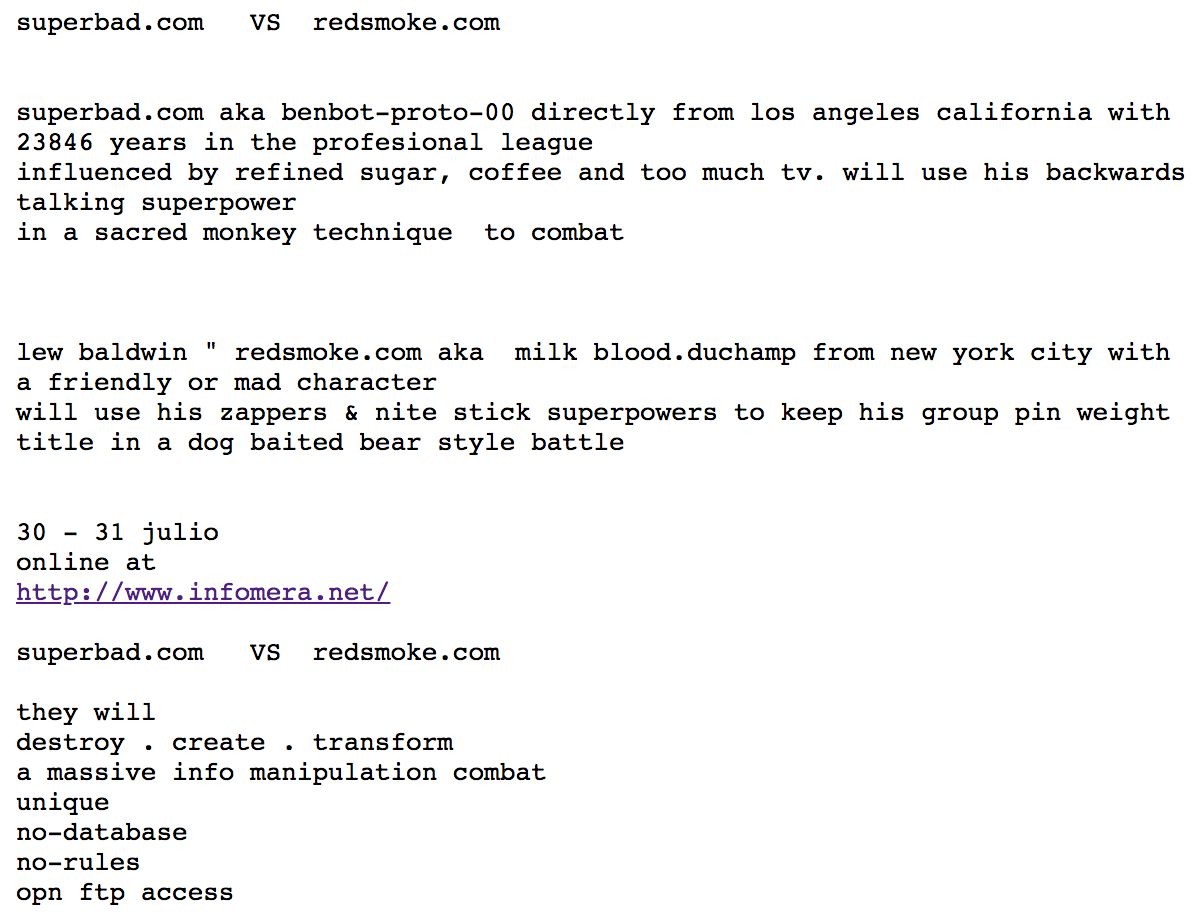 superbad.com   VS  redsmoke.com
superbad.com aka benbot-proto-00 directly from los angeles california with
23846 years in the profesional league
influenced by refined sugar, coffee and too much tv. will use his backwards
talking superpower
in a sacred monkey technique  to combat
lew baldwin " redsmoke.com aka  milk blood.duchamp from new york city with
a friendly or mad character
will use his zappers & nite stick superpowers to keep his group pin weight
title in a dog baited bear style battle
30 - 31 julio
online at
http://www.infomera.net/
superbad.com   VS  redsmoke.com
they will
destroy . create . transform
a massive info manipulation combat
unique
no-database
no-rules
opn ftp access